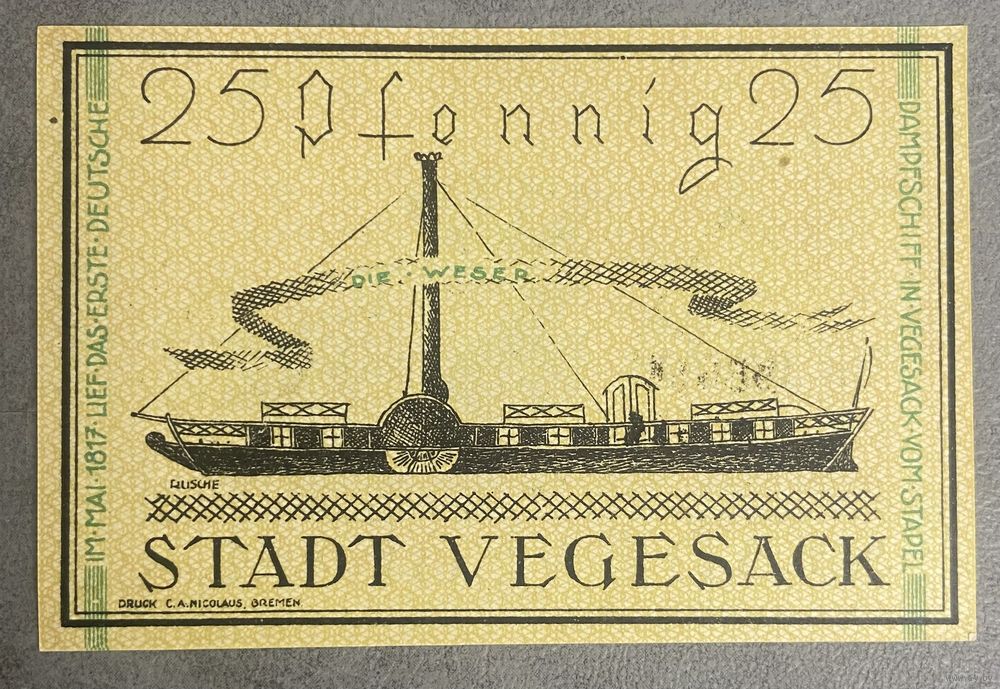 25 Pfennig 25
IM·MAI·1817·LIEF·DAS·ERSTE·DEUTSCHE
DAMPFSCHIFF IN·VEGESACK·VOM·STAPEL
DIE·WESER
RUSCHE
STADT VEGESACK
DRUCK C.A.NICOLAUS, BREMEN